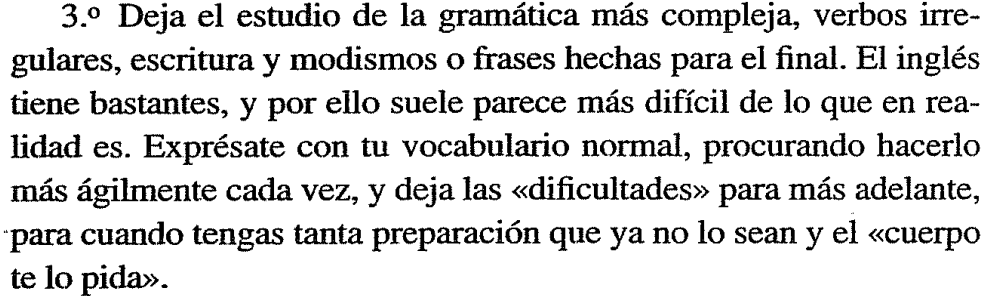 3.º Deja el estudio de la gramática más compleja, verbos irre-
gulares, escritura y modismos o frases hechas para el final. El inglés
tiene bastantes, y por ello suele parece más difícil de lo que en rea-
lidad es. Exprésate con tu vocabulario normal, procurando hacerlo
más ágilmente cada vez, y deja las «dificultades» para más adelante,
para cuando tengas tanta preparación que ya no lo sean y el «cuerpo
te lo pida».